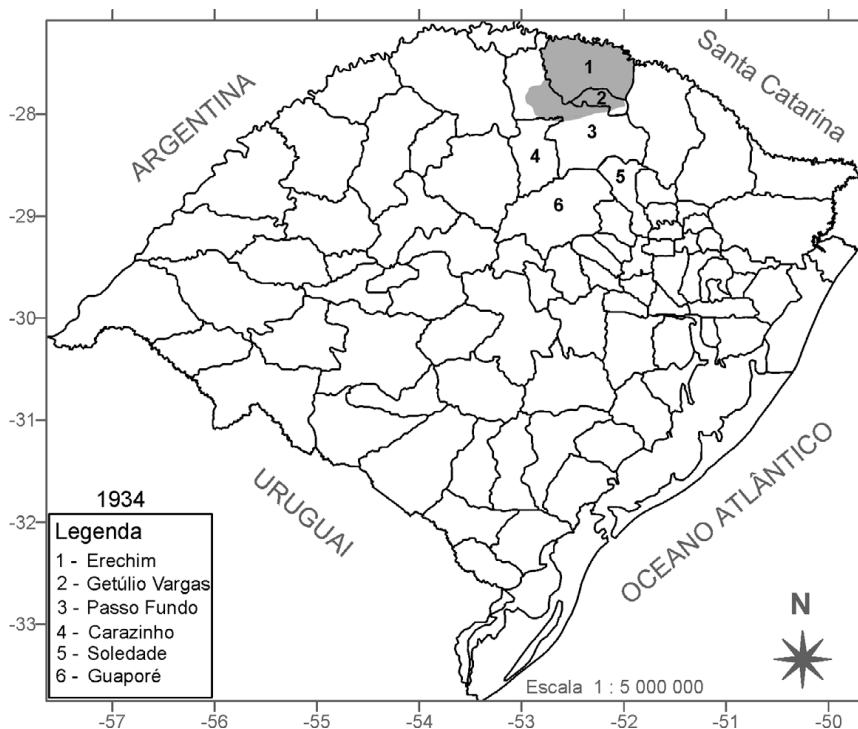 Santa Catarina
ARGENTINA
1
2
3
4
5
6
-28
-29
-30
-31
-32
-33
URUGUAI
OCEANO ATLÂNTICO
1934
Legenda
1 - Erechim
2 - Getúlio Vargas
3 - Passo Fundo
4 - Carazinho
5 - Soledade
6 - Guaporé
N
Escala 1 : 5 000 000
-57 -56 -55 -54 -53 -52 -51 -50